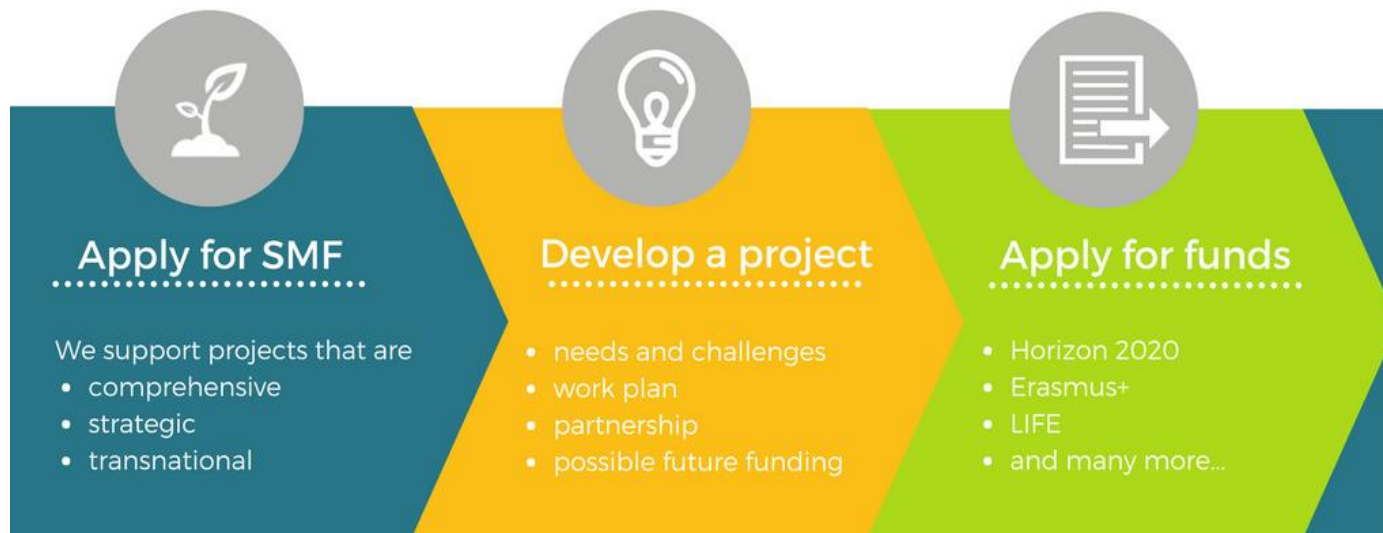 Apply for SMF
We support projects that are
• comprehensive
• strategic
• transnational
Develop a project
• needs and challenges
• work plan
• partnership
• possible future funding
Apply for funds
• Horizon 2020
• Erasmus+
• LIFE
• and many more...